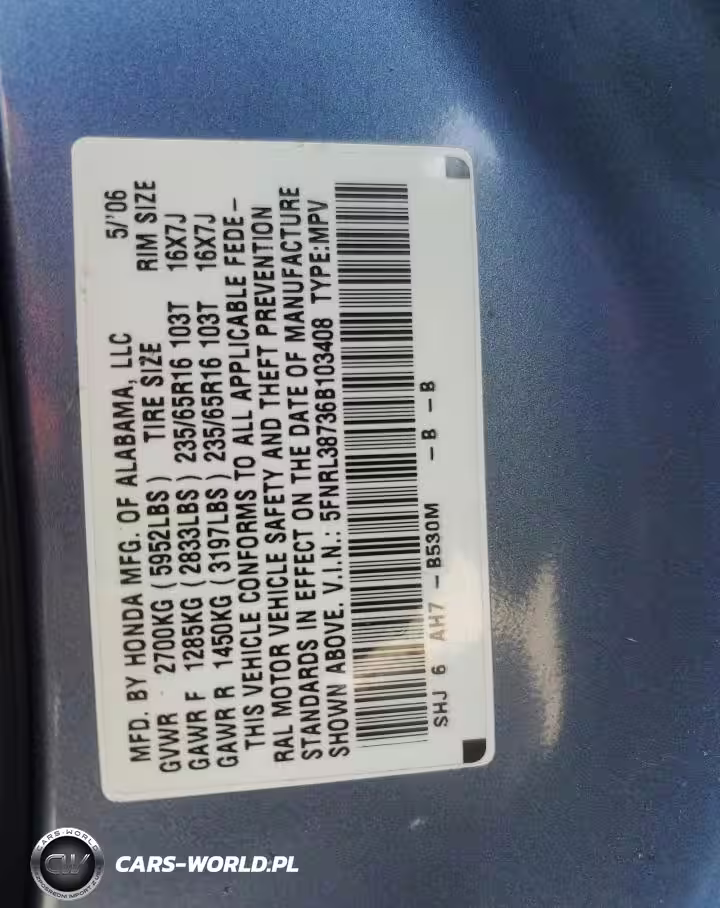 MFD. BY HONDA MFG. OF ALABAMA, LLC 5/'06
GVWR 2700KG (5952LBS) TIRE SIZE RIM SIZE
GAWR F 1285KG (2833LBS) 235/65R16 103T 16X7J
GAWR R 1450KG (3197LBS) 235/65R16 103T 16X7J
THIS VEHICLE CONFORMS TO ALL APPLICABLE FEDE-
RAL MOTOR VEHICLE SAFETY AND THEFT PREVENTION
STANDARDS IN EFFECT ON THE DATE OF MANUFACTURE
SHOWN ABOVE. V.I.N.: 5FNRL38736B103408 TYPE:MPV
SHJ 6 AH7 -B530M -B -B
CARS-WORLD
CW
CARS-WORLD.PL